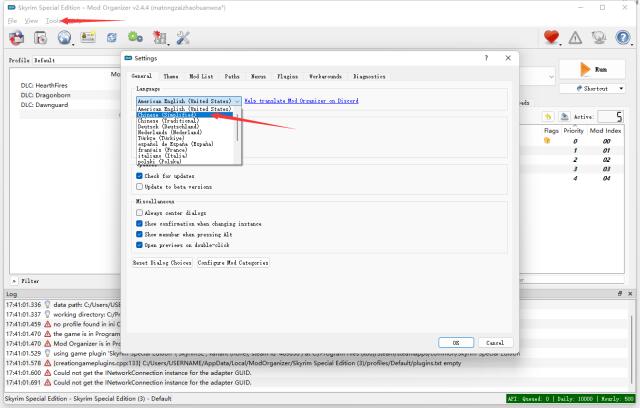 Skyrim Special Edition - Mod Organizer v2.4.4 (matongzaizhaohuanwoa*)
File View Tools
Profile Default
DLC: HearthFires
DLC: Dragonborn
DLC: Dawnguard
Filter
Run
Shortcut
Active: 5
Flags Priority Mod Index
0 00
1 01
2 02
3 03
4 04
Settings
General Theme Mod List Paths Nexus Plugins Workarounds Diagnostics
Language
American English (United States) Help translate Mod Organizer on Discord
American English (United States)
Chinese (Simplified)
Chinese (Traditional)
Deutsch (Deutschland)
Nederlands (Nederland)
Türkçe (Türkiye)
español de España (España)
français (France)
italiano (Italia)
polski (Polska)
Check for updates
Update to beta versions
Miscellaneous
Always center dialogs
Show confirmation when changing instance
Show menubar when pressing Alt
Open previews on double-click
Reset Dialog Choices Configure Mod Categories
OK Cancel
Log
17:41:01.336 data path: C:/Users/USER
17:41:01.337 working directory: C:/Pro
17:41:01.459 no profile found in ini C
17:41:01.470 the game is in Program
17:41:01.470 Mod Organizer is in Prog
17:41:01.529
17:41:01.570 [creationgameplugins.cpp:133] C:/Users/USERNAME/AppData/Local/ModOrganizer/Skyrim Special Edition (3)/profiles/Default/plugins.txt empty
17:41:01.600 Could not get the INetworkConnection instance for the adapter GUID.
17:41:01.691 Could not get the INetworkConnection instance for the adapter GUID.
Skyrim Special Edition - Skyrim Special Edition (3) - Default
API: Queued: 0 | Daily: 10000 | Hourly: 500